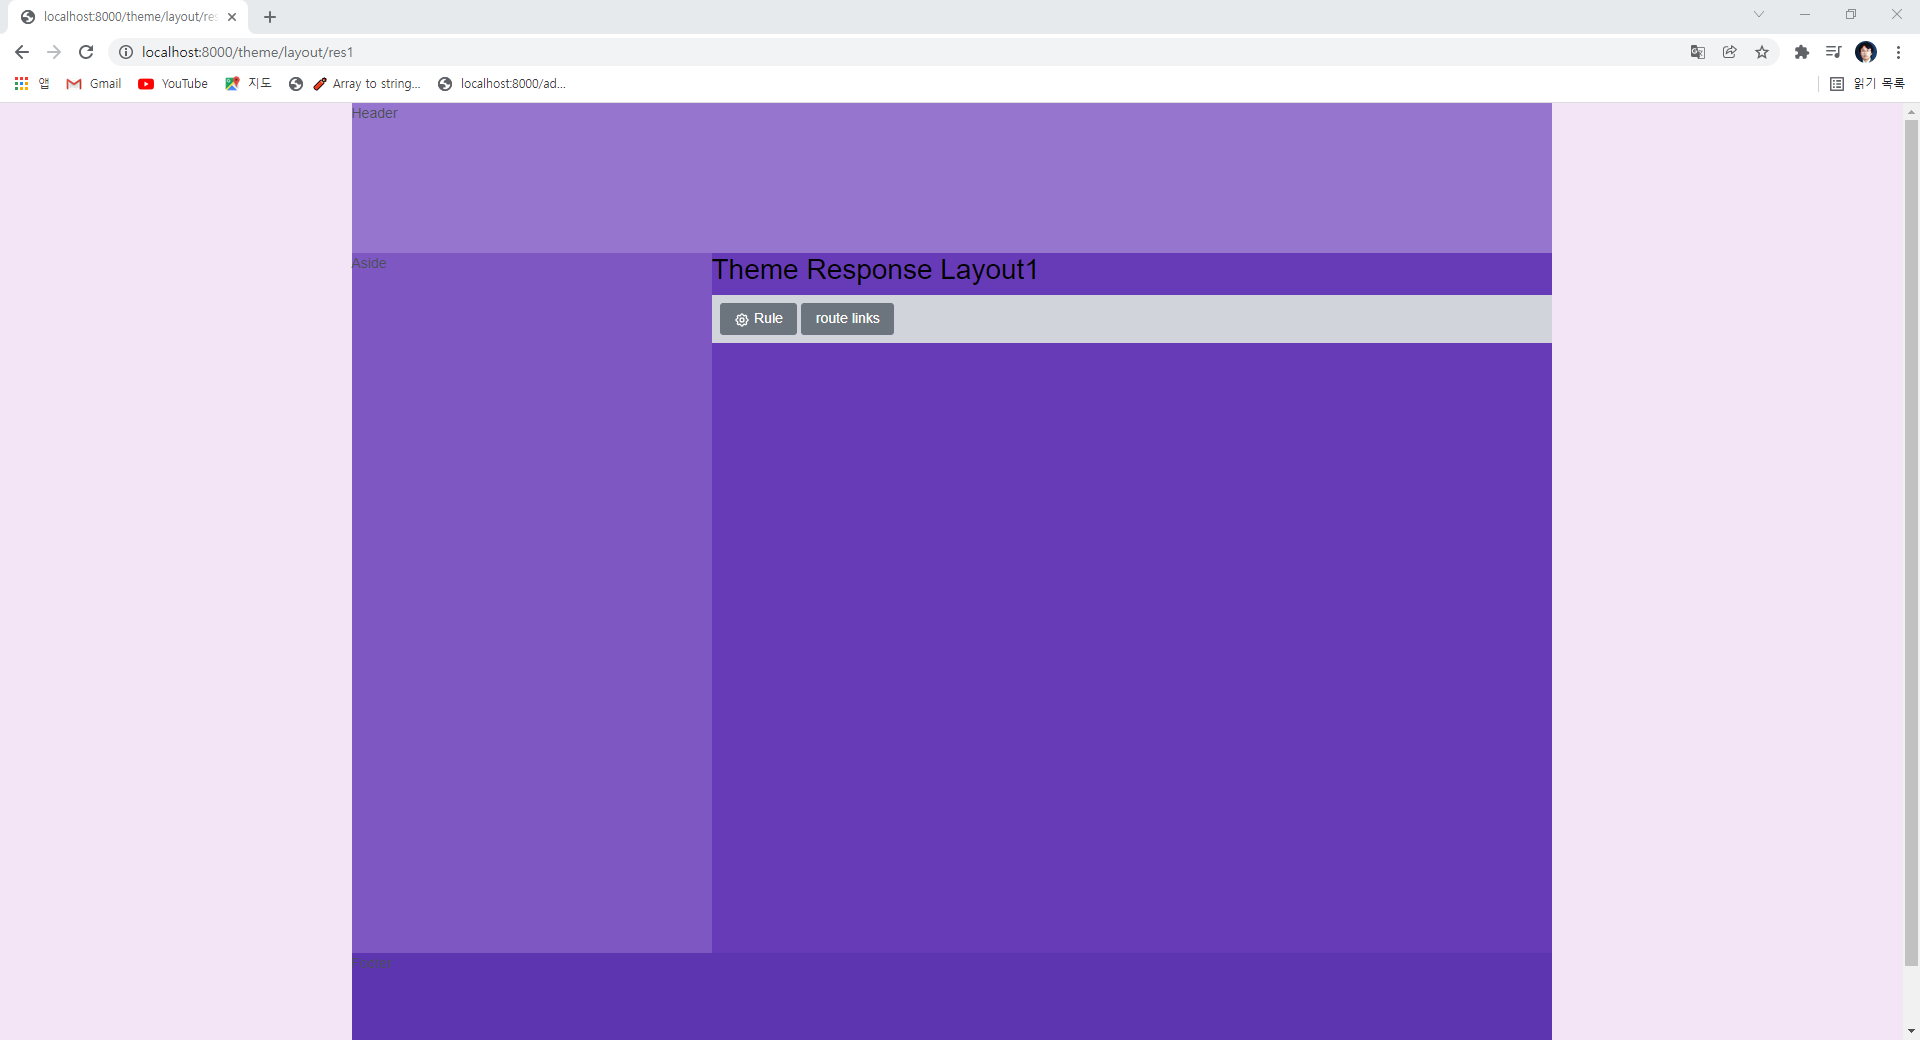 localhost:8000/theme/layout/res
localhost:8000/theme/layout/res1
앱 Gmail YouTube 지도 Array to string... localhost:8000/ad... 읽기 목록
Header
Aside
Theme Response Layout1
Rule route links
Footer